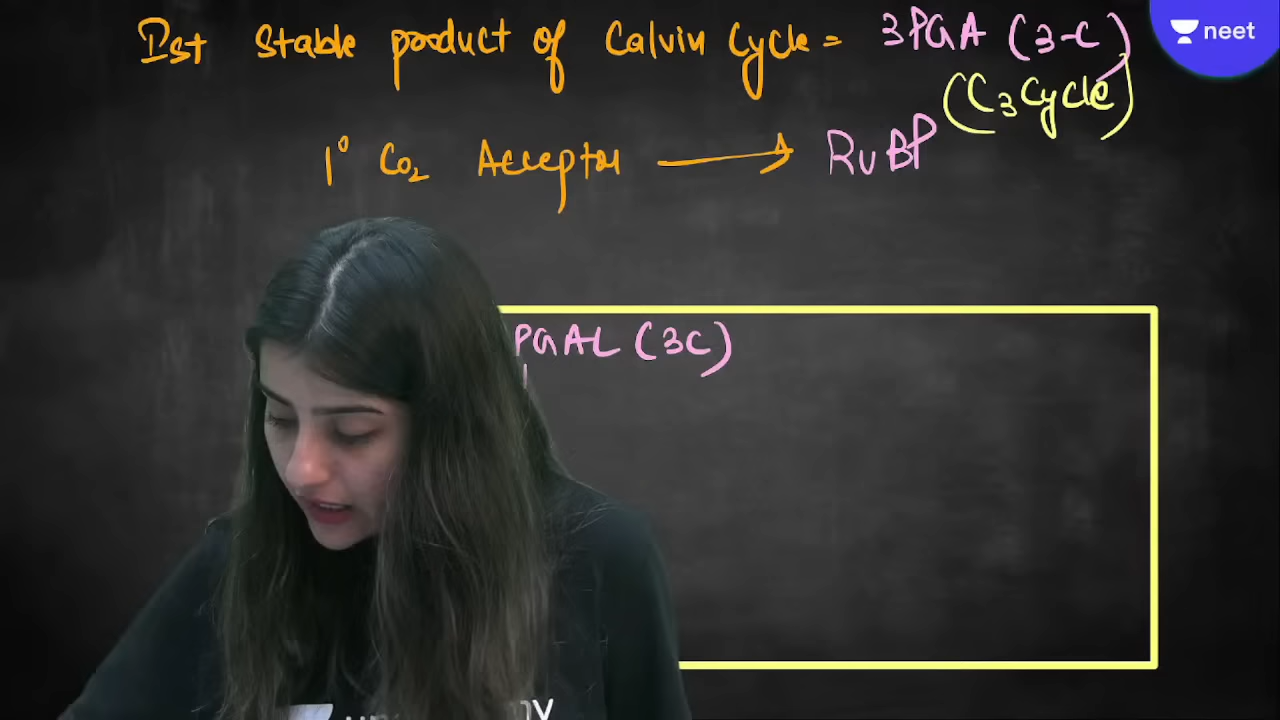 Ist Stable product of Calvin Cycle = 3PGA (3-C)
neet
(C₃ Cycle)
1° Co₂ Acceptor → RuBP
PGAL (3C)